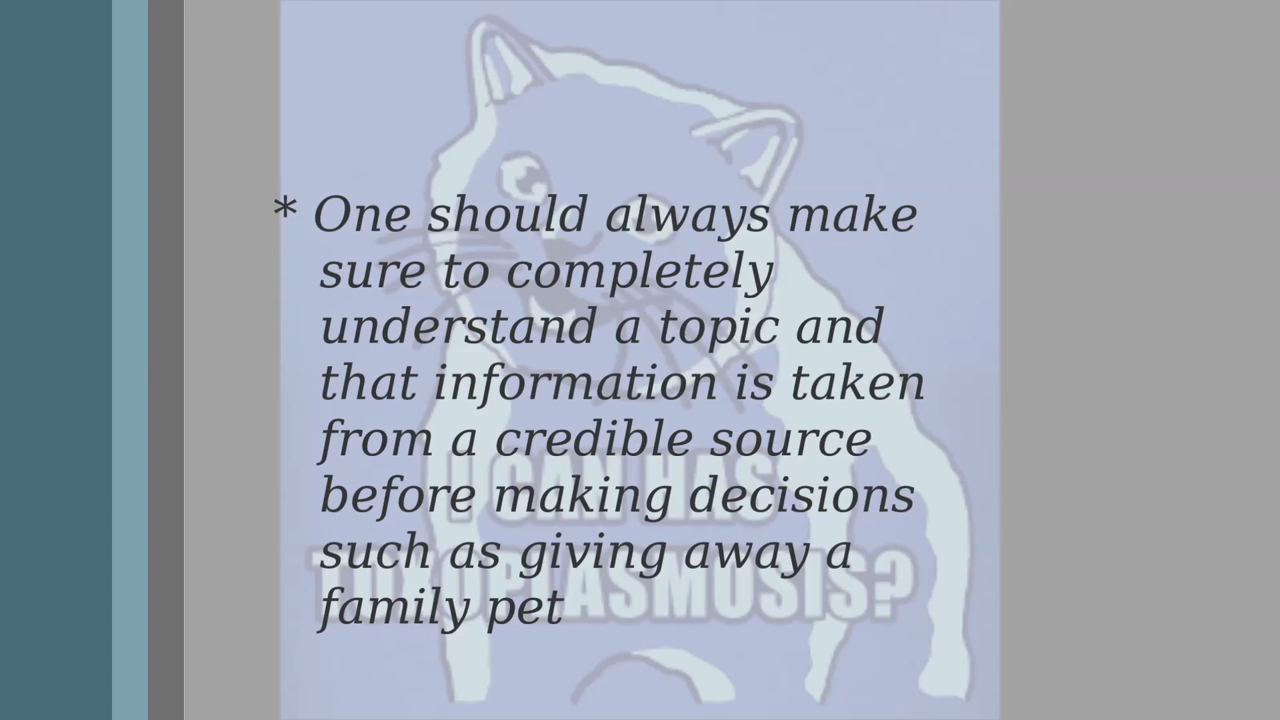 * One should always make
sure to completely
understand a topic and
that information is taken
from a credible source
before making decisions
such as giving away a
family pet
I CAN HAS
TOXOPLASMOSIS?